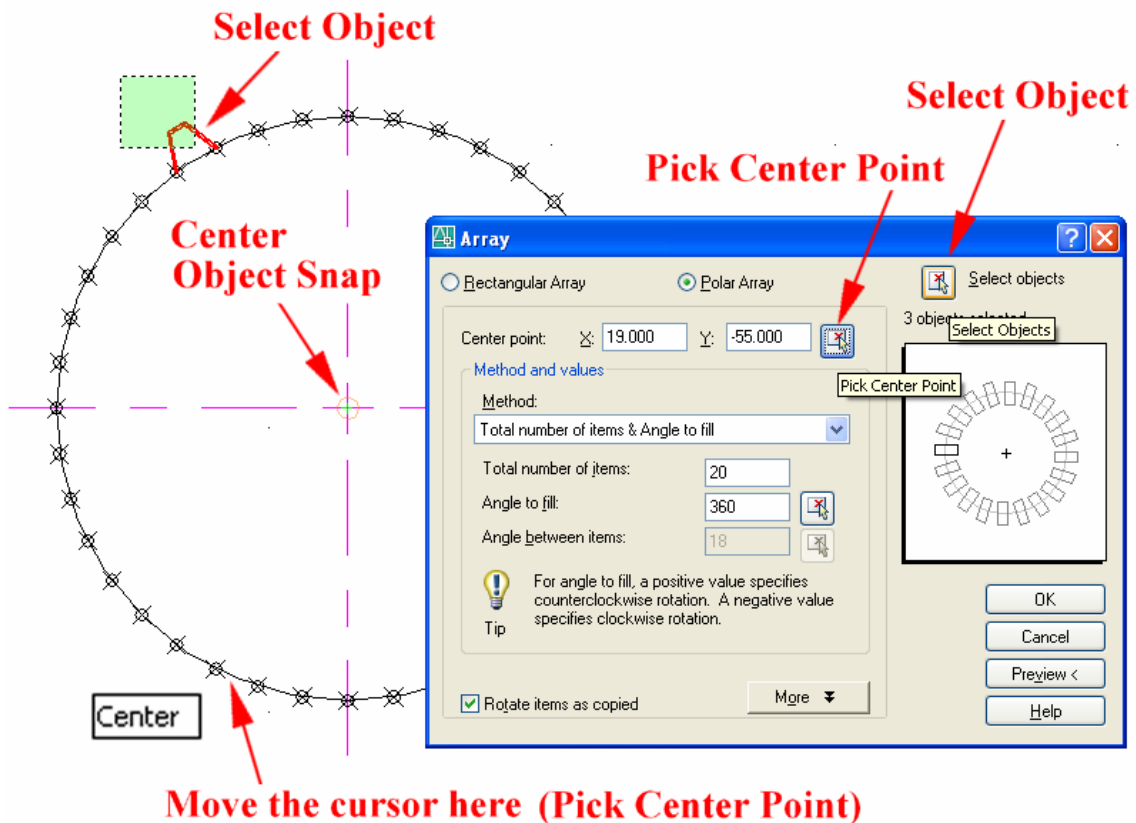 Select Object
Select Object
Pick Center Point
Center
Object Snap
Array
Rectangular Array
Polar Array
Select objects
3 objects selected
Select Objects
Center point:
X:
19.000
Y:
-55.000
Pick Center Point
Method and values
Method:
Total number of items & Angle to fill
Total number of items:
20
Angle to fill:
360
Angle between items:
18
Tip
For angle to fill, a positive value specifies
counterclockwise rotation. A negative value
specifies clockwise rotation.
OK
Cancel
Preview <
Help
Rotate items as copied
More
Center
Move the cursor here (Pick Center Point)